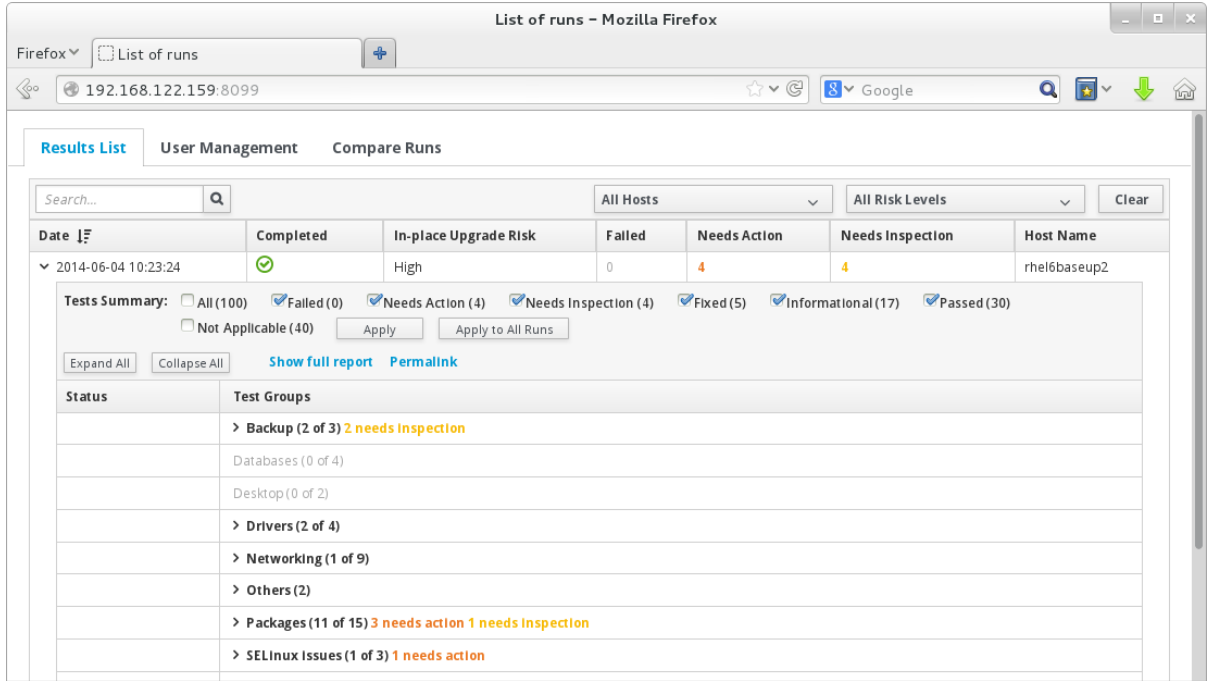 List of runs - Mozilla Firefox
Firefox List of runs
192.168.122.159:8099 Google
Results List User Management Compare Runs
Search... All Hosts All Risk Levels Clear
Date Completed In-place Upgrade Risk Failed Needs Action Needs Inspection Host Name
2014-06-04 10:23:24 High 0 4 4 rhel6baseup2
Tests Summary: All (100) Failed (0) Needs Action (4) Needs Inspection (4) Fixed (5) Informational (17) Passed (30)
Not Applicable (40) Apply Apply to All Runs
Expand All Collapse All Show full report Permalink
Status Test Groups
Backup (2 of 3) 2 needs inspection
Databases (0 of 4)
Desktop (0 of 2)
Drivers (2 of 4)
Networking (1 of 9)
Others (2)
Packages (11 of 15) 3 needs action 1 needs inspection
SELinux issues (1 of 3) 1 needs action